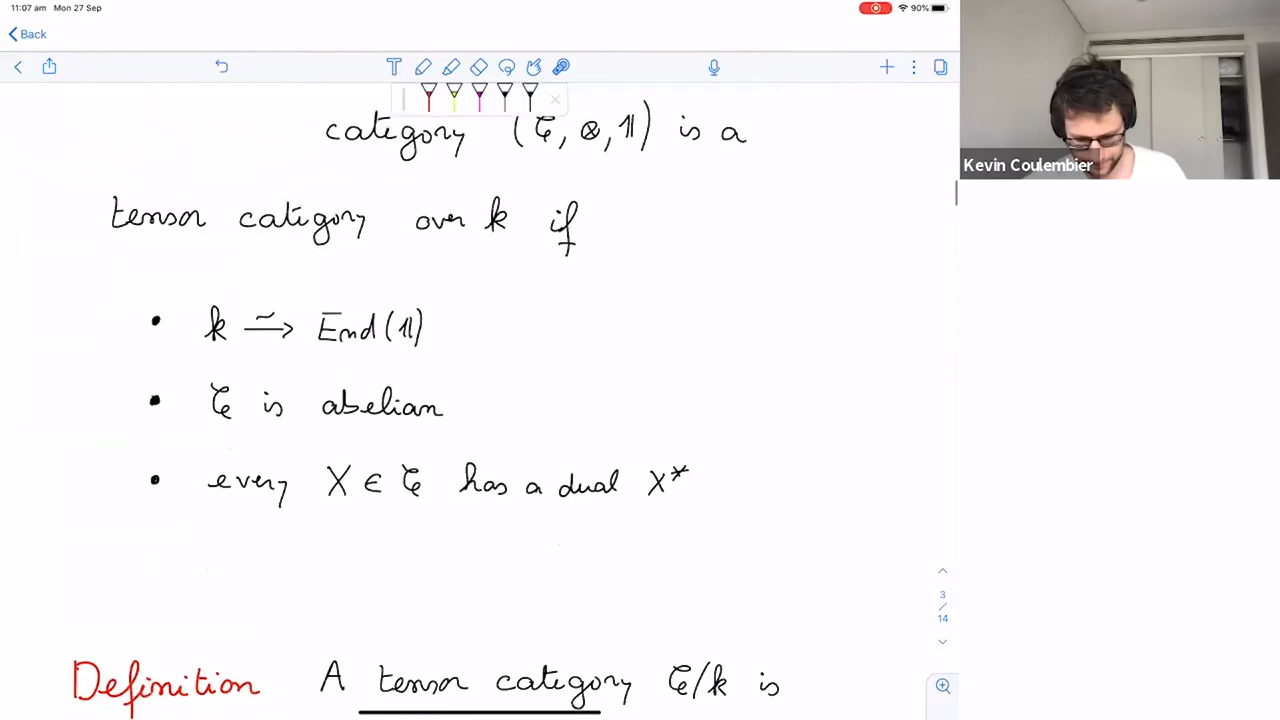 11:07 am Mon 27 Sep
90%
Back
category (𝒞, ⊗, 𝟙) is a
Kevin Coulembier
tensor category over k if
• k ⥲ End(𝟙)
• 𝒞 is abelian
• every X ∈ 𝒞 has a dual X*
3
/
14
Definition A tensor category 𝒞/k is